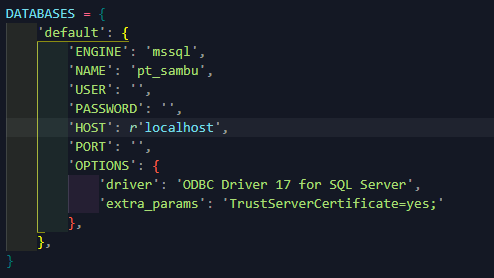 DATABASES = {
    'default': {
        'ENGINE': 'mssql',
        'NAME': 'pt_sambu',
        'USER': '',
        'PASSWORD': '',
        'HOST': r'localhost',
        'PORT': '',
        'OPTIONS': {
            'driver': 'ODBC Driver 17 for SQL Server',
            'extra_params': 'TrustServerCertificate=yes;'
        },
    },
}